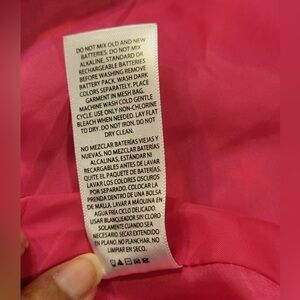 DO NOT MIX OLD AND NEW
BATTERIES. DO NOT MIX
ALKALINE, STANDARD OR
RECHARGEABLE BATTERIES
BEFORE WASHING REMOVE
BATTERY PACK. WASH DARK
COLORS SEPARATELY. PLACE
GARMENT IN MESH BAG.
MACHINE WASH COLD GENTLE
CYCLE. USE ONLY NON-CHLORINE
BLEACH WHEN NEEDED. LAY FLAT
TO DRY. DO NOT IRON. DO NOT
DRY CLEAN.
NO MEZCLAR BATERÍAS VIEJAS Y
NUEVAS. NO MEZCLAR BATERÍAS
ALCALINAS, ESTÁNDAR NI
RECARGABLES ANTES DE LAVAR
QUITE EL PAQUETE DE BATERÍAS.
LAVAR LOS COLORES OSCUROS
POR SEPARADO. COLOCAR LA
PRENDA EN UNA BOLSA
DE MALLA. LAVAR A MÁQUINA EN
AGUA FRÍA CICLO DELICADO.
USAR BLANQUEADOR SIN CLORO
SOLAMENTE CUANDO SEA
NECESARIO SECAR EXTENDIDO
EN PLANO. NO PLANCHAR. NO
LIMPIAR EN SECO.